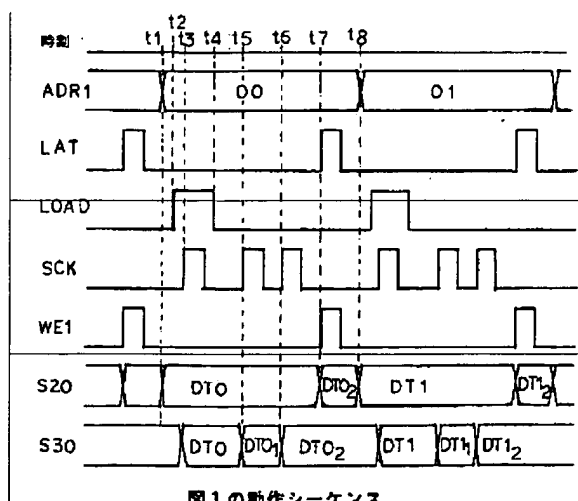 時刻 t1 t2 t3 t4 t5 t6 t7 t8
ADR1 00 01
LAT
LOAD
SCK
WE1
S20 DT0 DT0₂ DT1 DT1₂
S30 DT0 DT0₁ DT0₂ DT1 DT1₁ DT1₂
図1の動作シーケンス